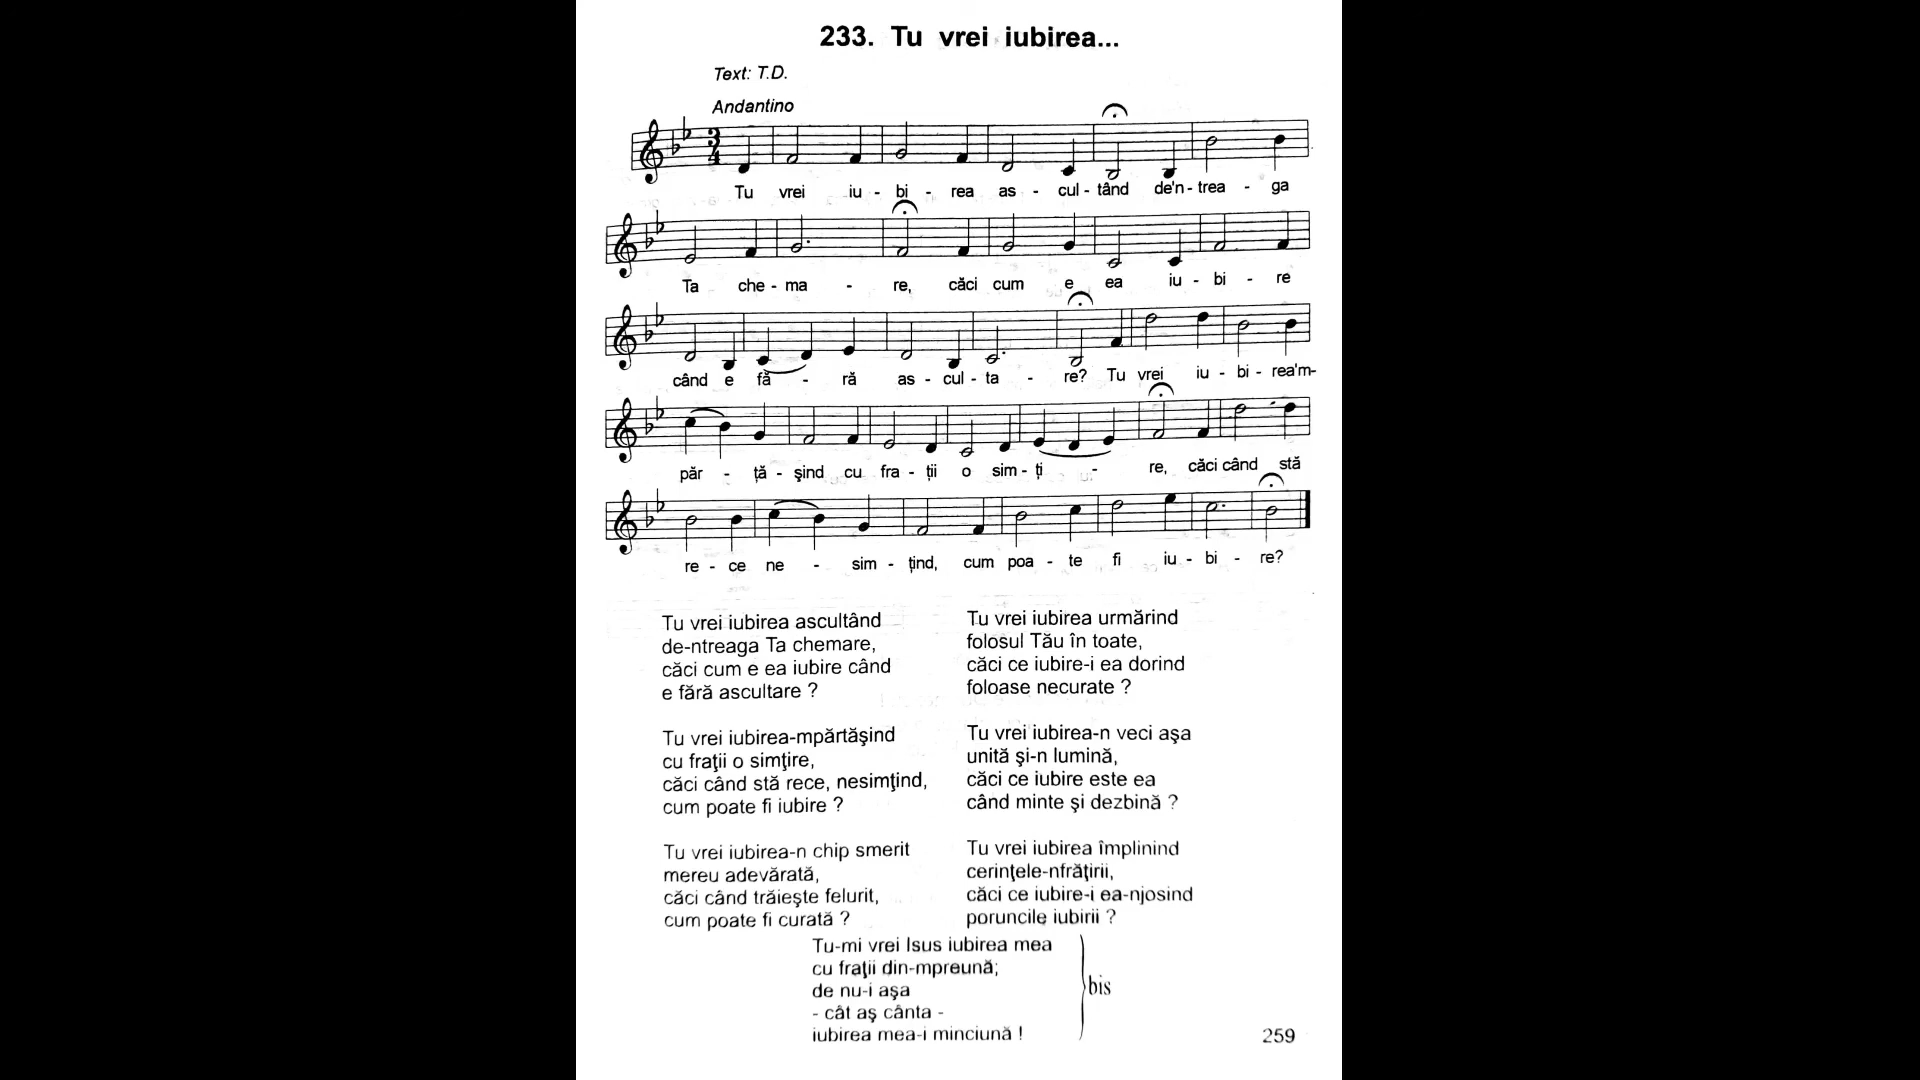 233. Tu vrei iubirea...
Text: T.D.
Andantino
3
4
Tu vrei iu - bi - rea as - cul - tând de'n - trea - ga
Ta che - ma - re, căci cum e ea iu - bi - re
când e fă - ră as - cul - ta - re? Tu vrei iu - bi - rea'm-
păr - tă - şind cu fra - ţii o sim - ţi - re, căci când stă
re - ce ne - sim - ţind, cum poa - te fi iu - bi - re?
Tu vrei iubirea ascultând
de-ntreaga Ta chemare,
căci cum e ea iubire când
e fără ascultare ?
Tu vrei iubirea-mpărtăşind
cu fraţii o simţire,
căci când stă rece, nesimţind,
cum poate fi iubire ?
Tu vrei iubirea-n chip smerit
mereu adevărată,
căci când trăieşte felurit,
cum poate fi curată ?
Tu vrei iubirea urmărind
folosul Tău în toate,
căci ce iubire-i ea dorind
foloase necurate ?
Tu vrei iubirea-n veci aşa
unită şi-n lumină,
căci ce iubire este ea
când minte şi dezbină ?
Tu vrei iubirea împlinind
cerinţele-nfrăţirii,
căci ce iubire-i ea-njosind
poruncile iubirii ?
Tu-mi vrei Isus iubirea mea
cu fraţii din-mpreună;
de nu-i aşa
- cât aş cânta -
iubirea mea-i minciună !
bis
259